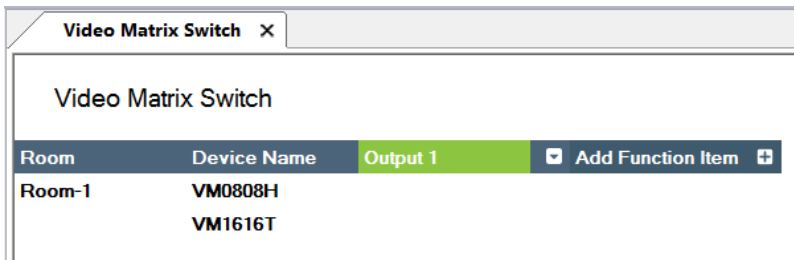 Video Matrix Switch X
Video Matrix Switch
Room Device Name Output 1 Add Function Item +
Room-1 VM0808H
VM1616T